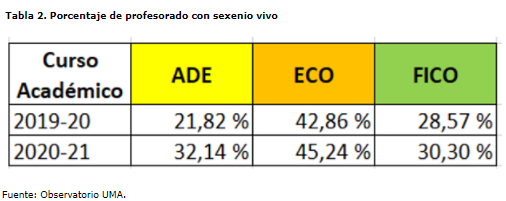 Tabla 2. Porcentaje de profesorado con sexenio vivo
Curso Académico ADE ECO FICO
2019-20 21,82 % 42,86 % 28,57 %
2020-21 32,14 % 45,24 % 30,30 %
Fuente: Observatorio UMA.